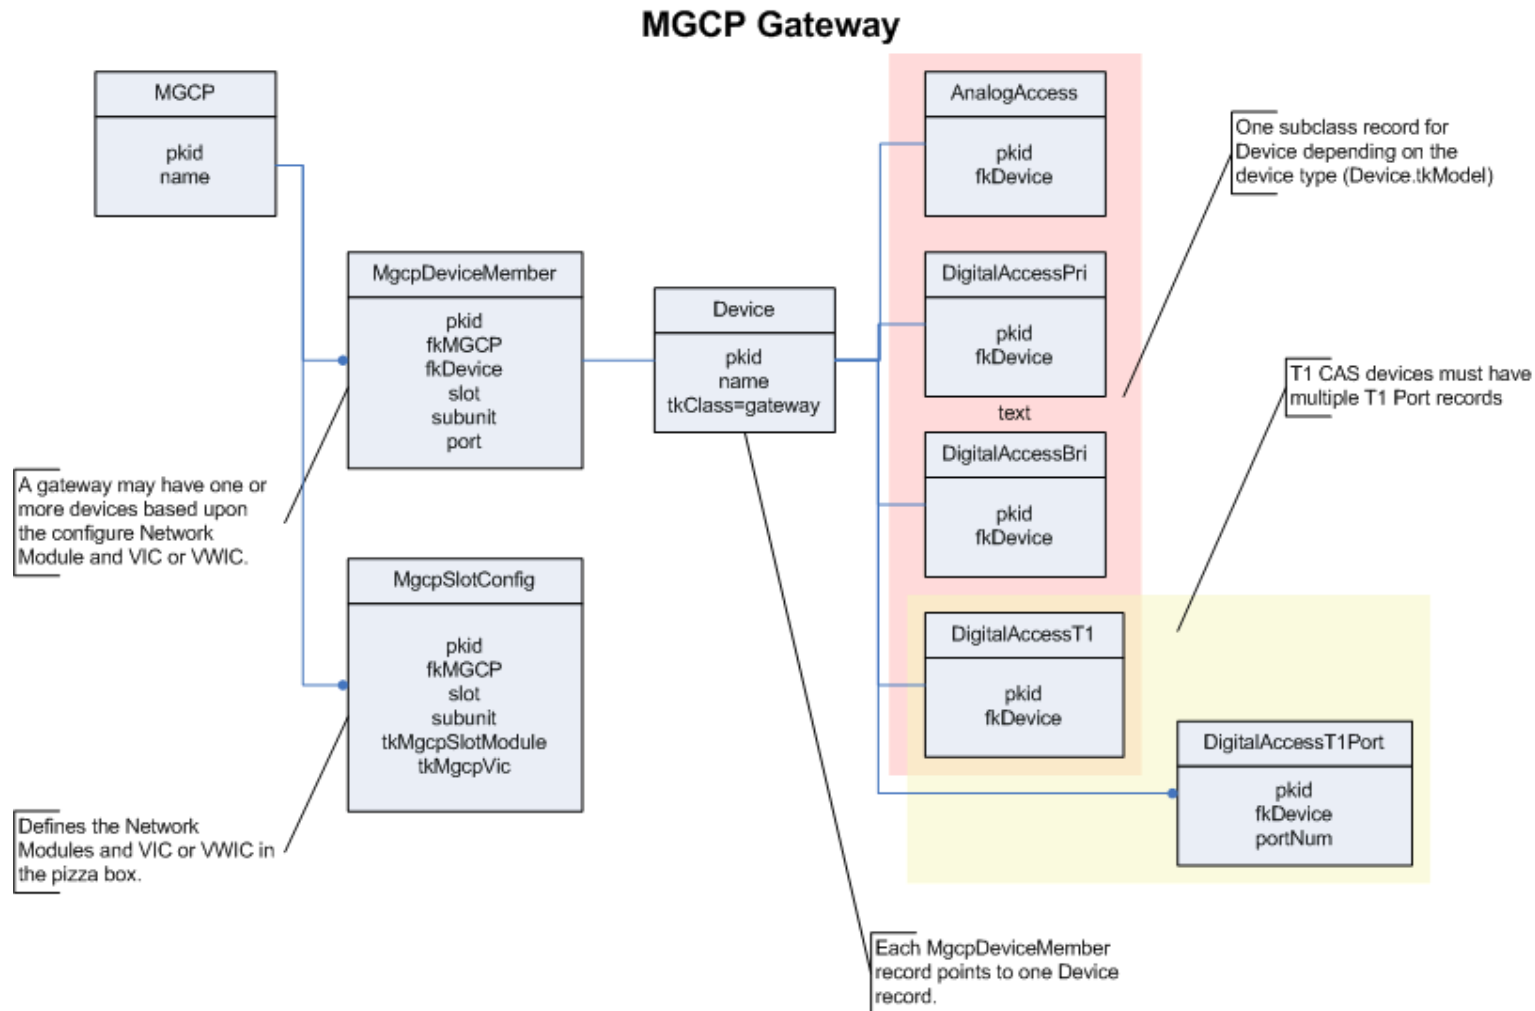 MGCP Gateway
MGCP
pkid
name
MgcpDeviceMember
pkid
fkMGCP
fkDevice
slot
subunit
port
A gateway may have one or
more devices based upon
the configure Network
Module and VIC or VWIC.
MgcpSlotConfig
pkid
fkMGCP
slot
subunit
tkMgcpSlotModule
tkMgcpVic
Defines the Network
Modules and VIC or VWIC in
the pizza box.
Device
pkid
name
tkClass=gateway
AnalogAccess
pkid
fkDevice
DigitalAccessPri
pkid
fkDevice
text
DigitalAccessBri
pkid
fkDevice
DigitalAccessT1
pkid
fkDevice
DigitalAccessT1Port
pkid
fkDevice
portNum
One subclass record for
Device depending on the
device type (Device.tkModel)
T1 CAS devices must have
multiple T1 Port records
Each MgcpDeviceMember
record points to one Device
record.